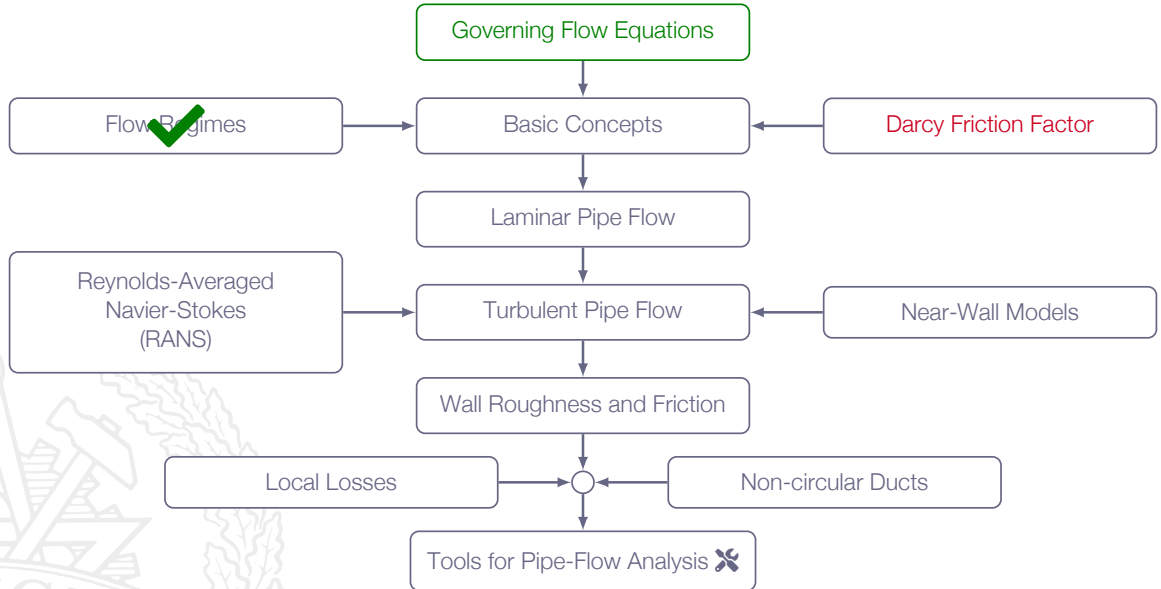 Governing Flow Equations
Flow Regimes
Basic Concepts
Darcy Friction Factor
Laminar Pipe Flow
Reynolds-Averaged
Navier-Stokes
(RANS)
Turbulent Pipe Flow
Near-Wall Models
Wall Roughness and Friction
Local Losses
Non-circular Ducts
Tools for Pipe-Flow Analysis